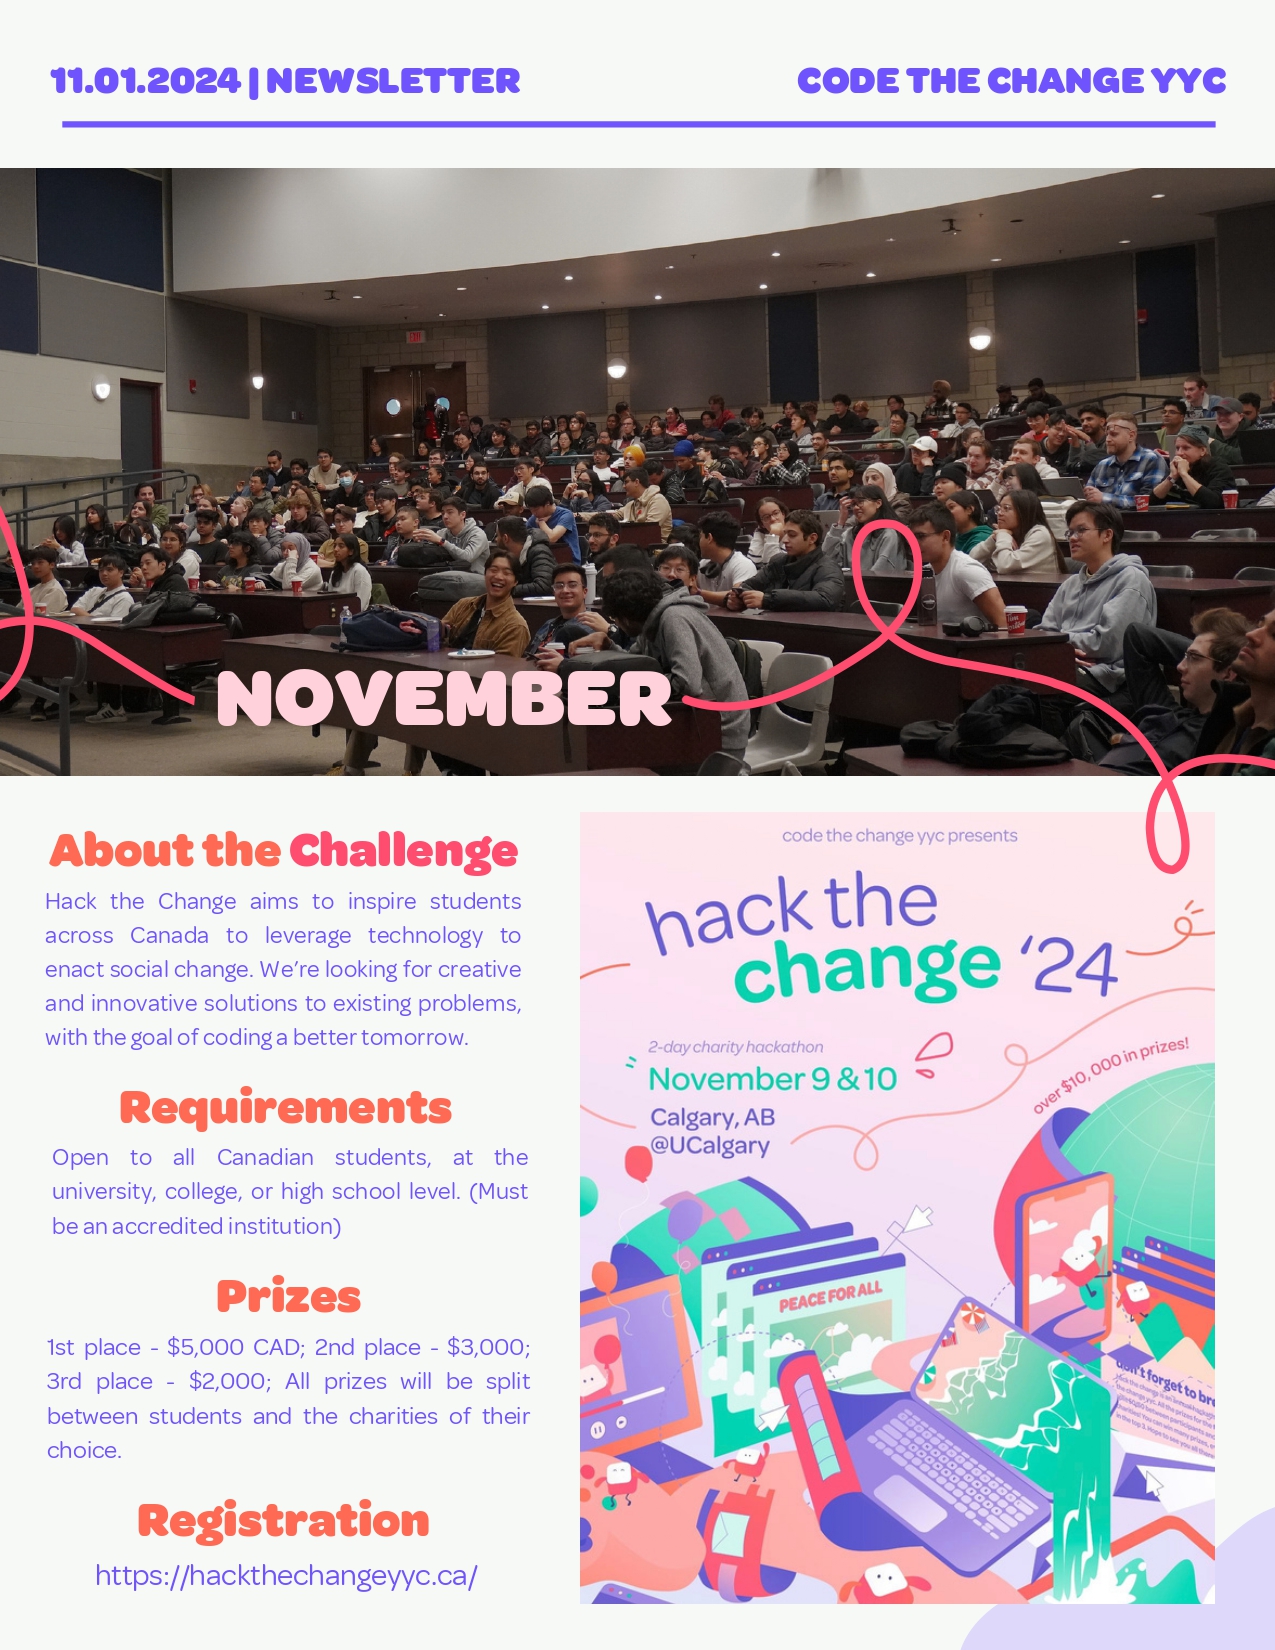 11.01.2024 | NEWSLETTER
CODE THE CHANGE YYC
NOVEMBER
About the Challenge
Hack the Change aims to inspire students
across Canada to leverage technology to
enact social change. We're looking for creative
and innovative solutions to existing problems,
with the goal of coding a better tomorrow.
Requirements
Open to all Canadian students, at the
university, college, or high school level. (Must
be an accredited institution)
Prizes
1st place - $5,000 CAD; 2nd place - $3,000;
3rd place - $2,000; All prizes will be split
between students and the charities of their
choice.
Registration
https://hackthechangeyyc.ca/
code the change yyc presents
hack the
change '24
2-day charity hackathon
November 9 & 10
Calgary, AB
@UCalgary
over $10, 000 in prizes!
PEACE FOR ALL
don't forget to